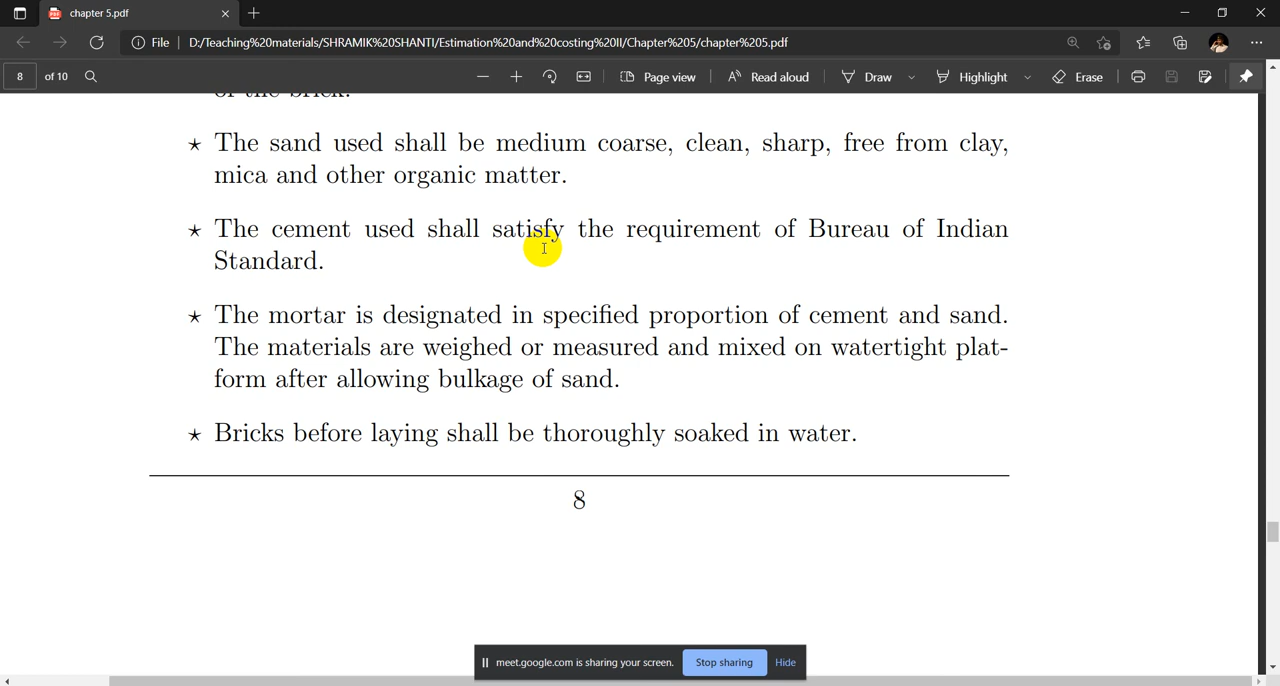 chapter 5.pdf
File D:/Teaching%20materials/SHRAMIK%20SHANTI/Estimation%20and%20costing%20II/Chapter%205/chapter%205.pdf
8 of 10 Page view Read aloud Draw Highlight Erase
of the brick.
⋆ The sand used shall be medium coarse, clean, sharp, free from clay,
mica and other organic matter.
⋆ The cement used shall satisfy the requirement of Bureau of Indian
Standard.
⋆ The mortar is designated in specified proportion of cement and sand.
The materials are weighed or measured and mixed on watertight plat-
form after allowing bulkage of sand.
⋆ Bricks before laying shall be thoroughly soaked in water.
8
meet.google.com is sharing your screen. Stop sharing Hide